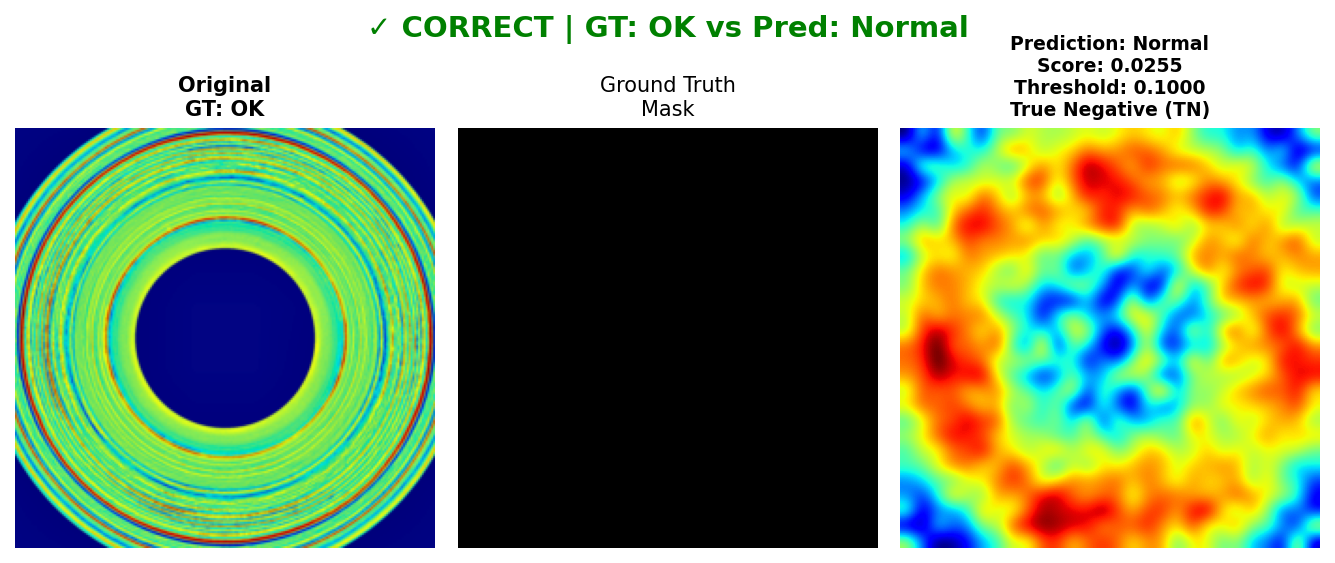 ✓ CORRECT | GT: OK vs Pred: Normal
Original
GT: OK
Ground Truth
Mask
Prediction: Normal
Score: 0.0255
Threshold: 0.1000
True Negative (TN)